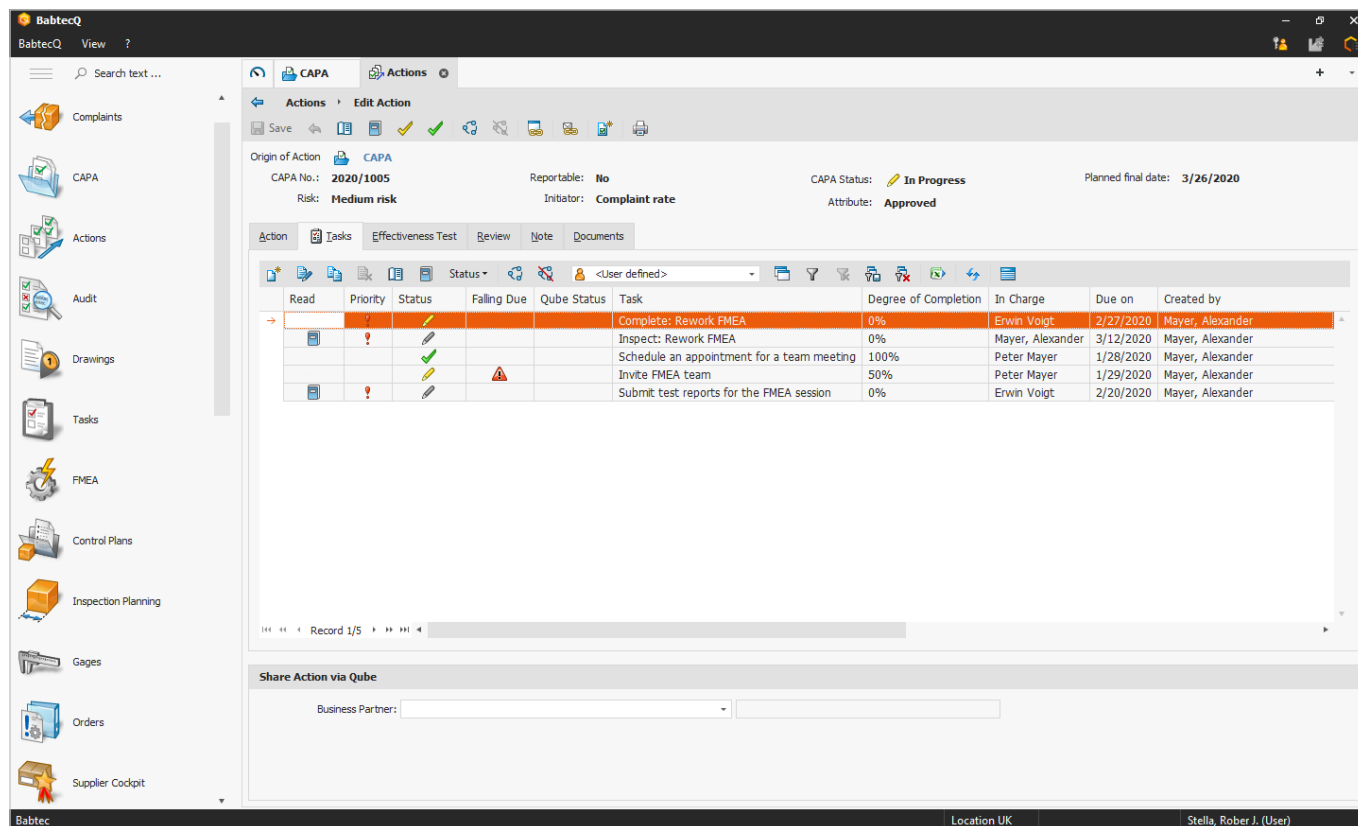 BabtecQ
BabtecQ View ?
Search text ...
CAPA Actions
Complaints
CAPA
Actions
Audit
Drawings
Tasks
FMEA
Control Plans
Inspection Planning
Gages
Orders
Supplier Cockpit
Actions Edit Action
Save
Origin of Action CAPA
CAPA No.: 2020/1005 Reportable: No CAPA Status: In Progress Planned final date: 3/26/2020
Risk: Medium risk Initiator: Complaint rate Attribute: Approved
Action Tasks Effectiveness Test Review Note Documents
Status <User defined>
Read Priority Status Falling Due Qube Status Task Degree of Completion In Charge Due on Created by
Complete: Rework FMEA 0% Erwin Voigt 2/27/2020 Mayer, Alexander
Inspect: Rework FMEA 0% Mayer, Alexander 3/12/2020 Mayer, Alexander
Schedule an appointment for a team meeting 100% Peter Mayer 1/28/2020 Mayer, Alexander
Invite FMEA team 50% Peter Mayer 1/29/2020 Mayer, Alexander
Submit test reports for the FMEA session 0% Erwin Voigt 2/20/2020 Mayer, Alexander
Record 1/5
Share Action via Qube
Business Partner:
Babtec Location UK Stella, Rober J. (User)